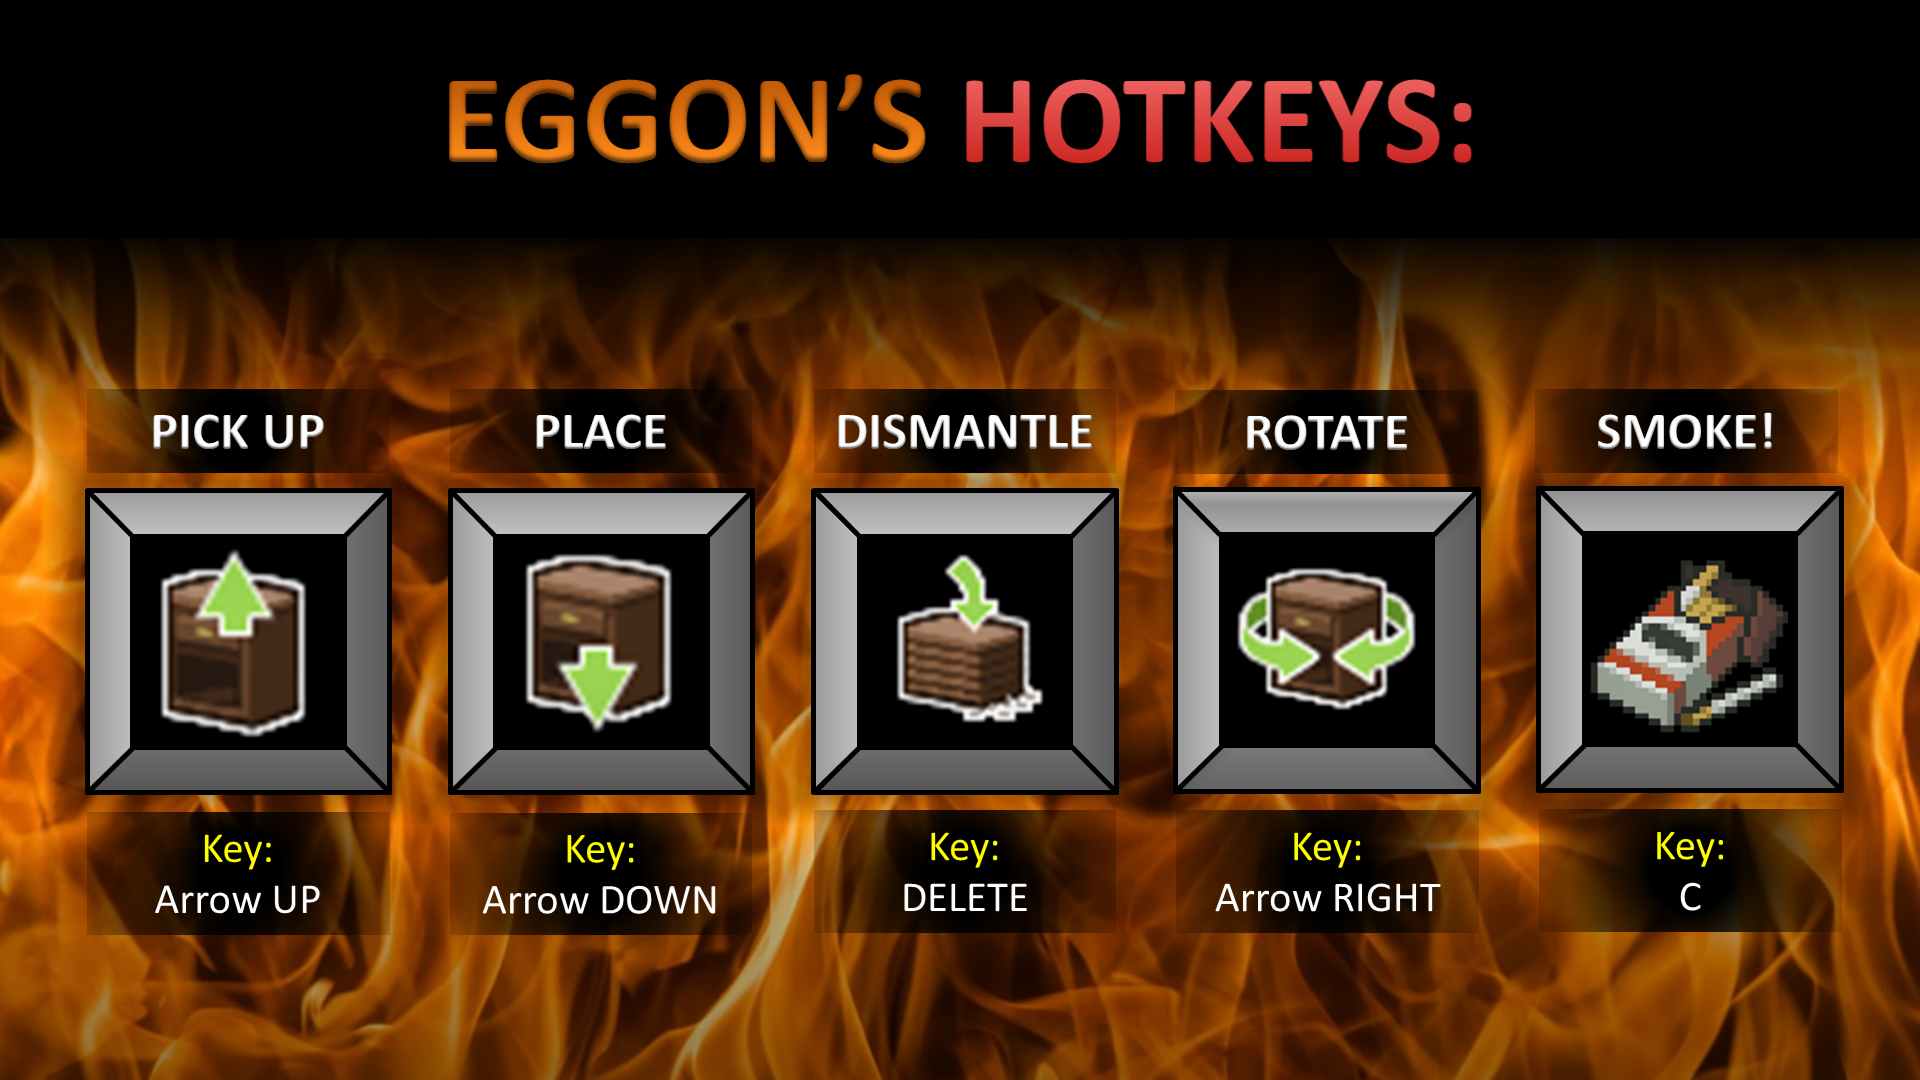 EGGON’S HOTKEYS:
PICK UP
PLACE
DISMANTLE
ROTATE
SMOKE!
Key:
Arrow UP
Key:
Arrow DOWN
Key:
DELETE
Key:
Arrow RIGHT
Key:
C